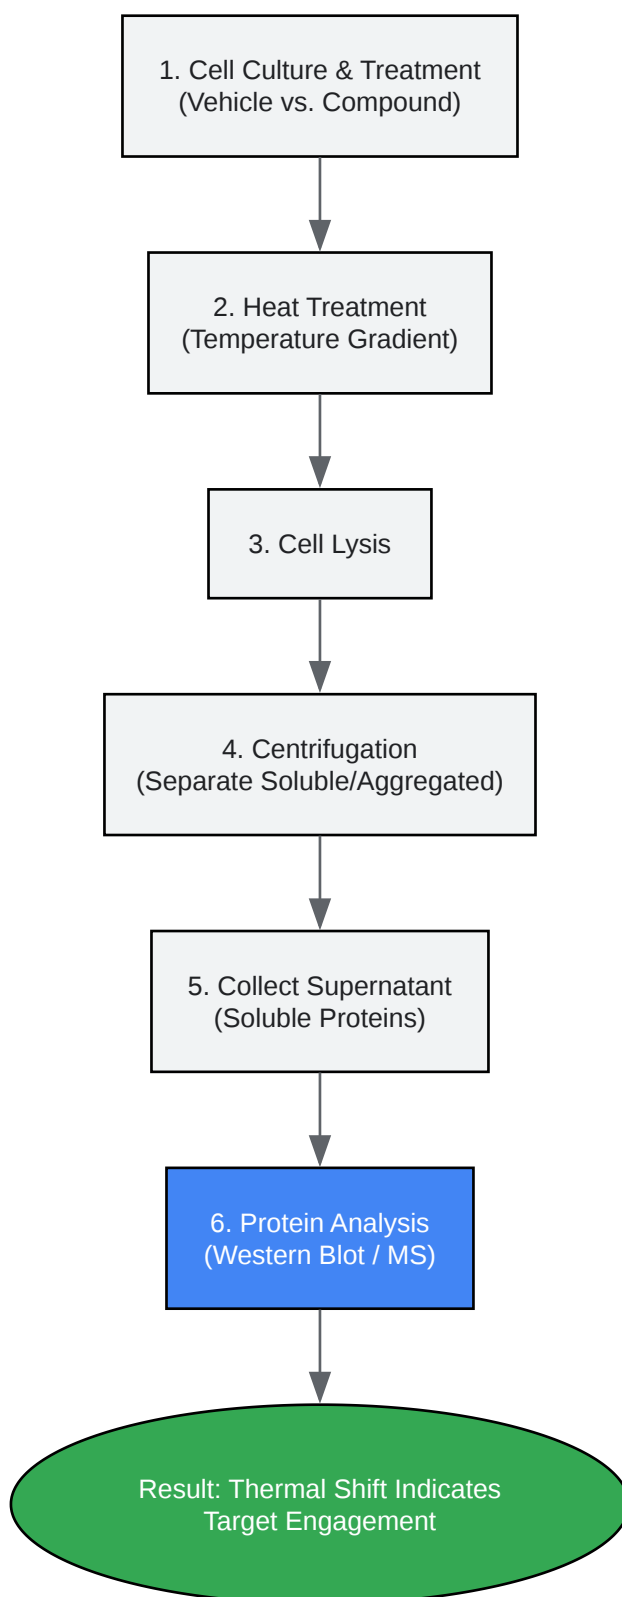 1. Cell Culture & Treatment
(Vehicle vs. Compound)
2. Heat Treatment
(Temperature Gradient)
3. Cell Lysis
4. Centrifugation
(Separate Soluble/Aggregated)
5. Collect Supernatant
(Soluble Proteins)
6. Protein Analysis
(Western Blot / MS)
Result: Thermal Shift Indicates
Target Engagement